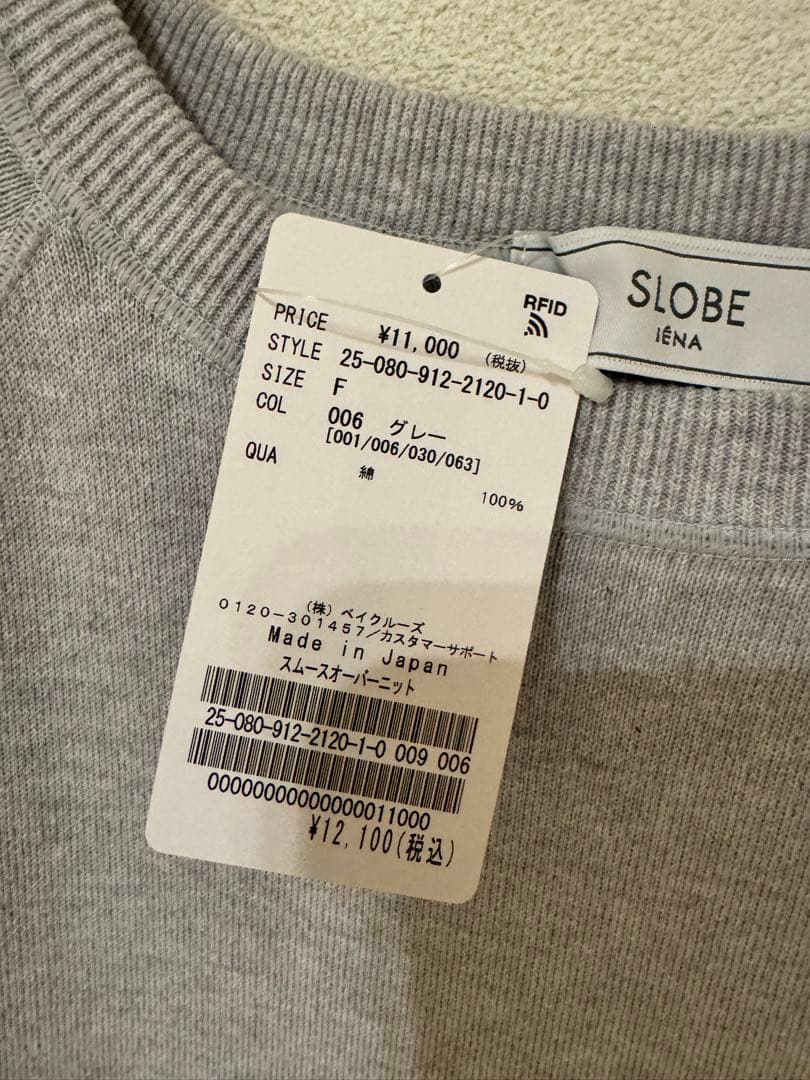 SLOBE
IÉNA
RFID
PRICE ¥11,000 (税抜)
STYLE 25-080-912-2120-1-0
SIZE F
COL 006 グレー
[001/006/030/063]
QUA 綿 100%
(株) ベイクルーズ
0120-301457/カスタマーサポート
Made in Japan
スムースオーバーニット
25-080-912-2120-1-0 009 006
00000000000000011000
¥12,100(税込)